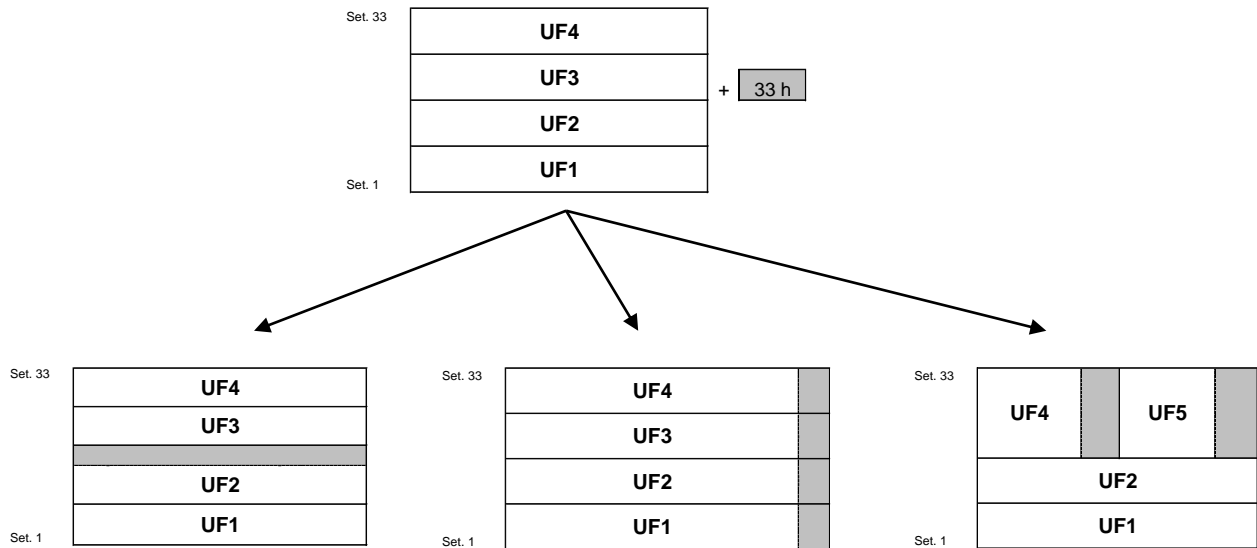 Set. 33
UF4
UF3
+ 33 h
UF2
UF1
Set. 1
Set. 33
UF4
UF3
UF2
UF1
Set. 1
Set. 33
UF4
UF3
UF2
UF1
Set. 1
Set. 33
UF4 UF5
UF2
UF1
Set. 1